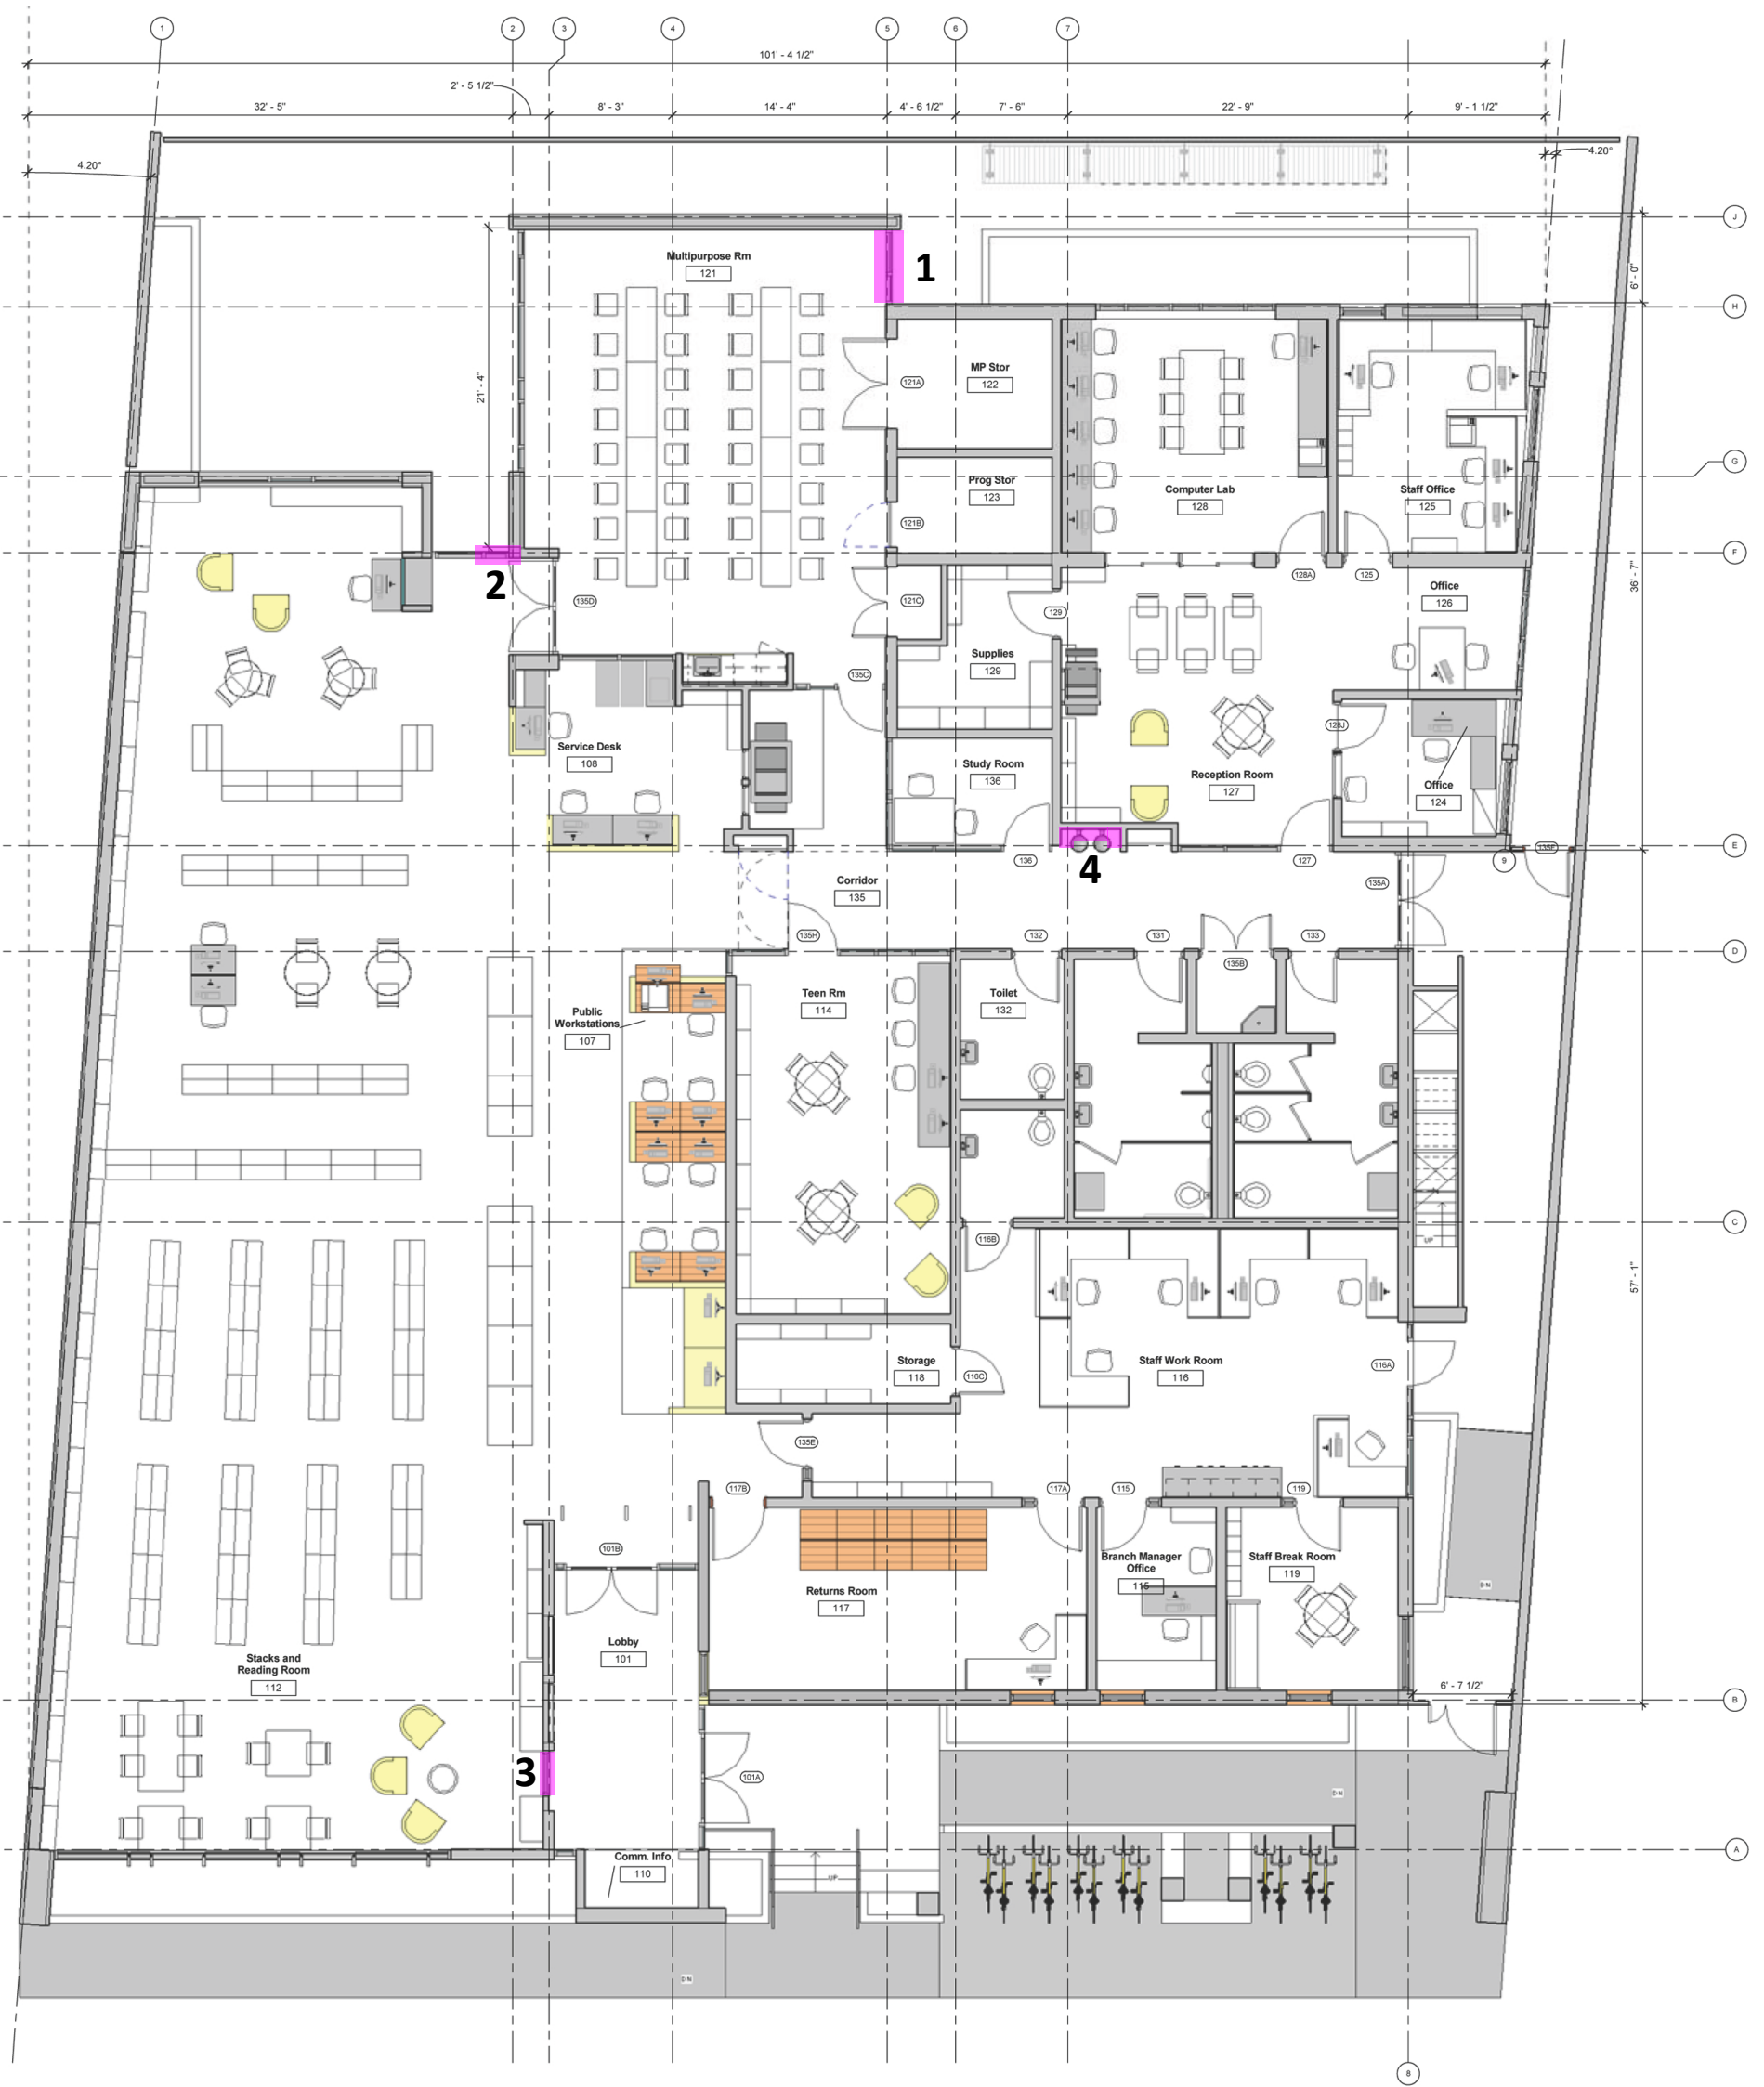 1
2
3
4
5
6
7
101' - 4 1/2"
2' - 5 1/2"
32' - 5"
8' - 3"
14' - 4"
4' - 6 1/2"
7' - 6"
22' - 9"
9' - 1 1/2"
4.20°
4.20°
J
Multipurpose Rm
121
1
6' - 0"
H
21' - 4"
MP Stor
122
121A
G
Prog Stor
123
Computer Lab
128
Staff Office
125
121B
F
2
128A
125
36' - 7"
135D
121C
129
Office
126
Supplies
129
135C
128J
Service Desk
108
Study Room
136
Reception Room
127
Office
124
E
136
4
127
9
135F
Corridor
135
135A
135H
132
131
133
D
135B
Teen Rm
114
Toilet
132
Public
Workstations
107
C
116B
UP
57' - 1"
Storage
118
116C
Staff Work Room
116
116A
135E
117B
117A
115
119
101B
Branch Manager
Office
115
Staff Break Room
119
Returns Room
117
DN
Lobby
101
Stacks and
Reading Room
112
6' - 7 1/2"
B
3
101A
DN
A
Comm. Info
110
UP
DN
8